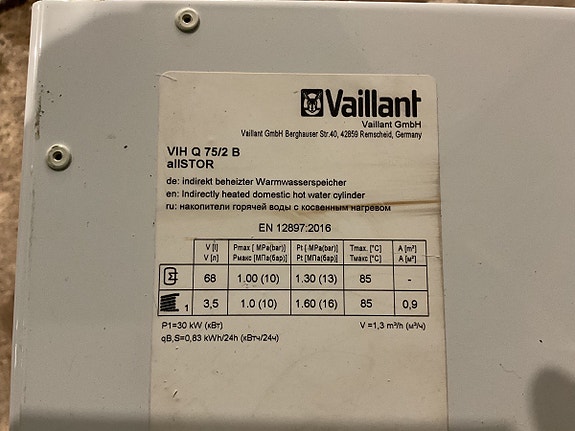 Vaillant
Vaillant GmbH
Vaillant GmbH Berghauser Str.40, 42859 Remscheid, Germany
VIH Q 75/2 B
allSTOR
de: indirekt beheizter Warmwasserspeicher
en: Indirectly heated domestic hot water cylinder
ru: накопители горячей воды с косвенным нагревом
EN 12897:2016
V [l] Pmax [ MPa(bar)] Pt [ MPa(bar)] Tmax. [°C] A [m²]
V [л] Pмакс [МПа(бар)] Pt [МПа(бар)] Tмакс [°C] A [м²]
68 1.00 (10) 1.30 (13) 85 -
1 3,5 1.0 (10) 1.60 (16) 85 0,9
P1=30 kW (кВт) V =1,3 m³/h (м³/ч)
qB,S=0,83 kWh/24h (кВтч/24ч)